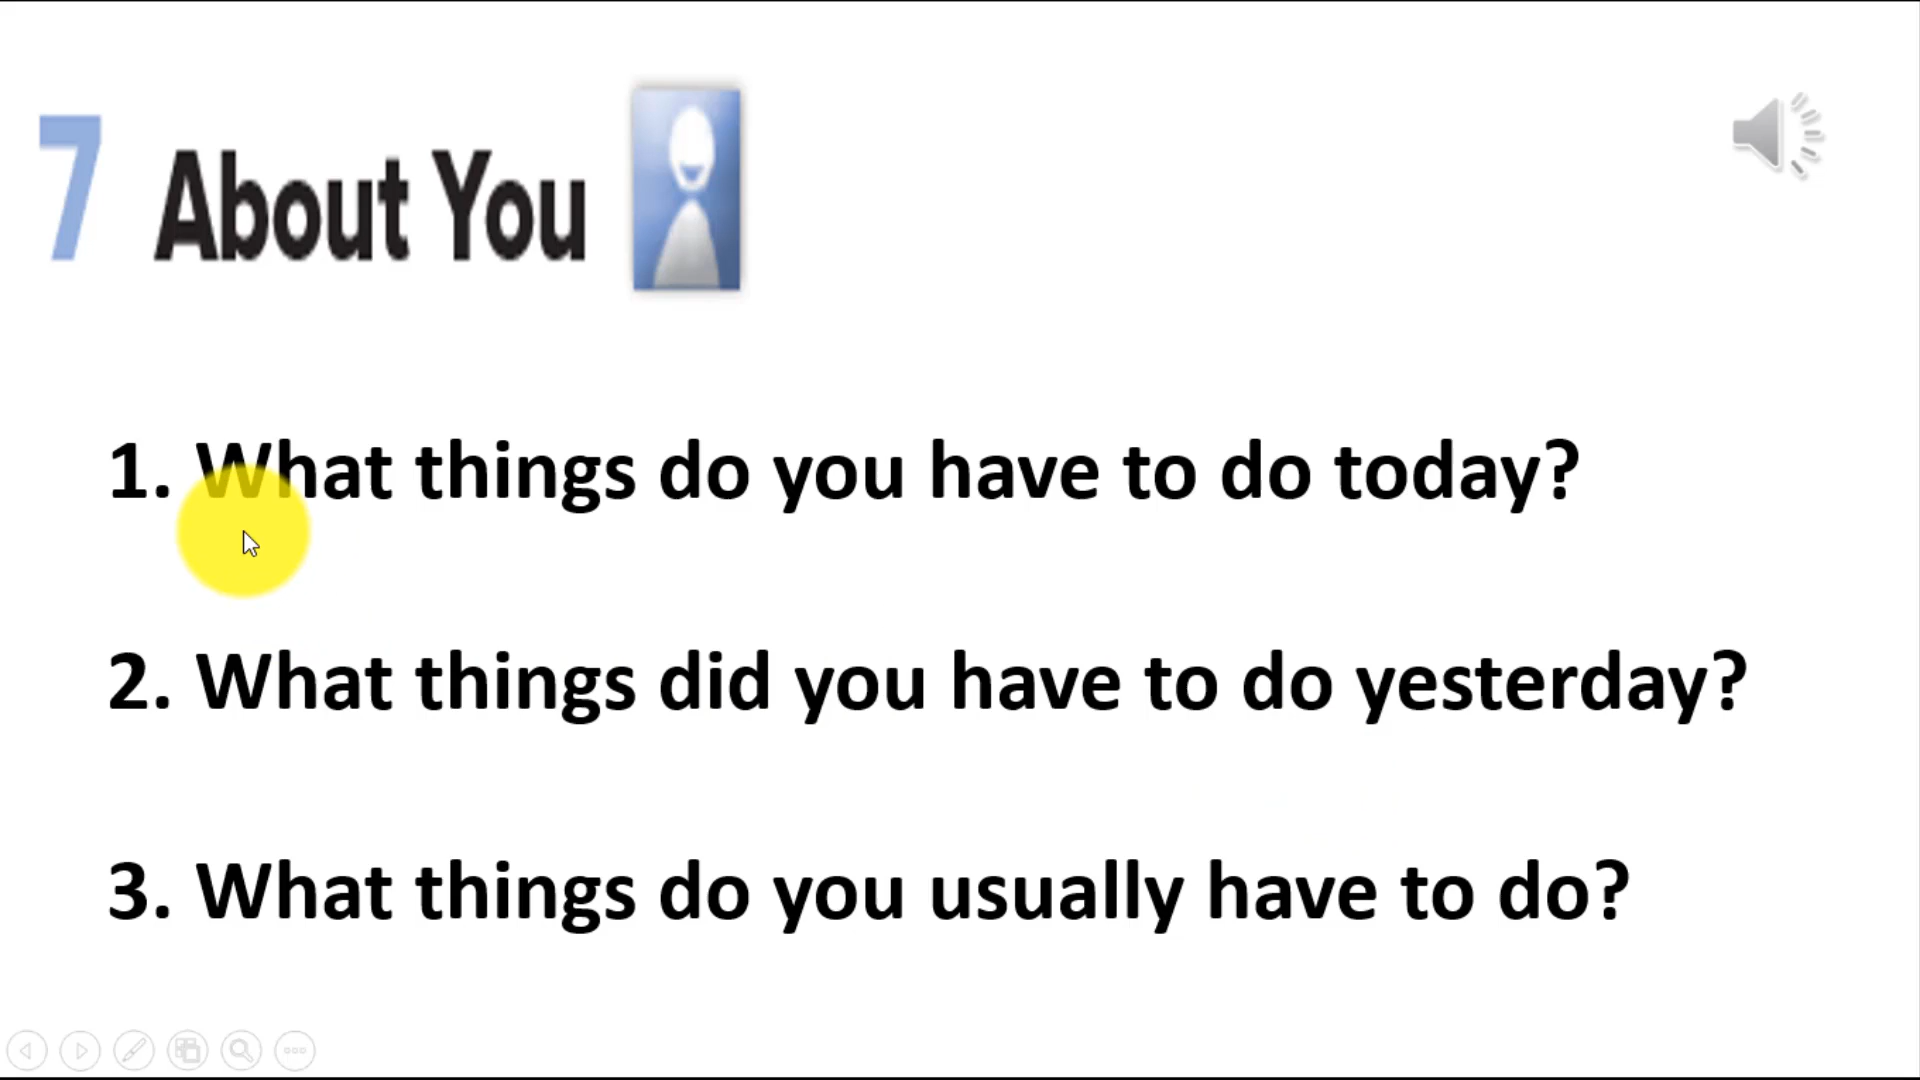 7 About You
1. What things do you have to do today?
2. What things did you have to do yesterday?
3. What things do you usually have to do?